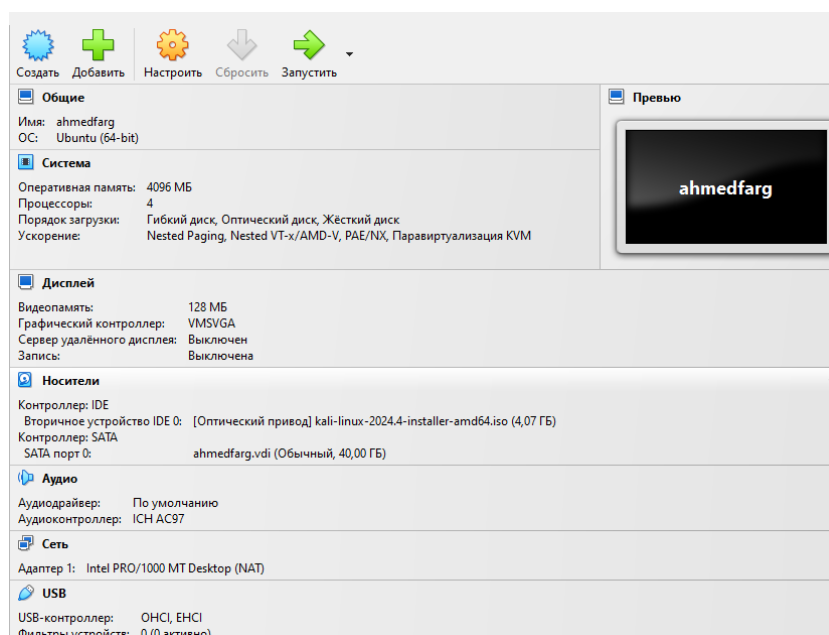 Создать Добавить Настроить Сбросить Запустить
Общие
Имя: ahmedfarg
ОС: Ubuntu (64-bit)
Превью
ahmedfarg
Система
Оперативная память: 4096 МБ
Процессоры: 4
Порядок загрузки: Гибкий диск, Оптический диск, Жёсткий диск
Ускорение: Nested Paging, Nested VT-x/AMD-V, PAE/NX, Паравиртуализация KVM
Дисплей
Видеопамять: 128 МБ
Графический контроллер: VMSVGA
Сервер удалённого дисплея: Выключен
Запись: Выключена
Носители
Контроллер: IDE
Вторичное устройство IDE 0: [Оптический привод] kali-linux-2024.4-installer-amd64.iso (4,07 ГБ)
Контроллер: SATA
SATA порт 0: ahmedfarg.vdi (Обычный, 40,00 ГБ)
Аудио
Аудиодрайвер: По умолчанию
Аудиоконтроллер: ICH AC97
Сеть
Адаптер 1: Intel PRO/1000 MT Desktop (NAT)
USB
USB-контроллер: OHCI, EHCI
Фильтры устройств: 0 (0 активно)